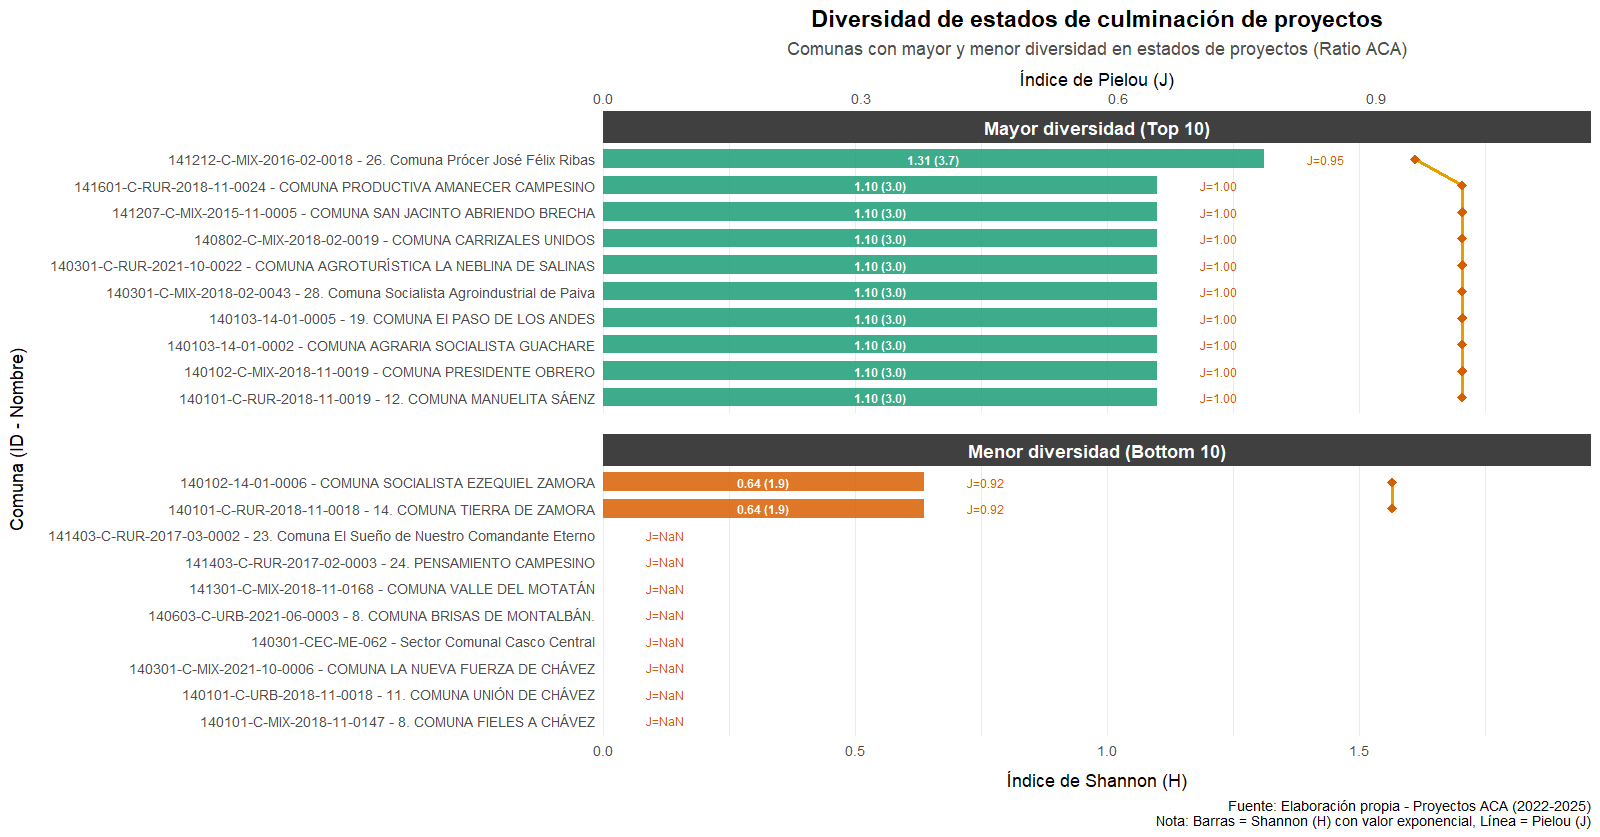 Diversidad de estados de culminación de proyectos
Comunas con mayor y menor diversidad en estados de proyectos (Ratio ACA)
Índice de Pielou (J)
0.0 0.3 0.6 0.9
Mayor diversidad (Top 10)
141212-C-MIX-2016-02-0018 - 26. Comuna Prócer José Félix Ribas 1.31 (3.7) J=0.95
141601-C-RUR-2018-11-0024 - COMUNA PRODUCTIVA AMANECER CAMPESINO 1.10 (3.0) J=1.00
141207-C-MIX-2015-11-0005 - COMUNA SAN JACINTO ABRIENDO BRECHA 1.10 (3.0) J=1.00
140802-C-MIX-2018-02-0019 - COMUNA CARRIZALES UNIDOS 1.10 (3.0) J=1.00
140301-C-RUR-2021-10-0022 - COMUNA AGROTURÍSTICA LA NEBLINA DE SALINAS 1.10 (3.0) J=1.00
140301-C-MIX-2018-02-0043 - 28. Comuna Socialista Agroindustrial de Paiva 1.10 (3.0) J=1.00
140103-14-01-0005 - 19. COMUNA El PASO DE LOS ANDES 1.10 (3.0) J=1.00
140103-14-01-0002 - COMUNA AGRARIA SOCIALISTA GUACHARE 1.10 (3.0) J=1.00
140102-C-MIX-2018-11-0019 - COMUNA PRESIDENTE OBRERO 1.10 (3.0) J=1.00
140101-C-RUR-2018-11-0019 - 12. COMUNA MANUELITA SÁENZ 1.10 (3.0) J=1.00
Comuna (ID - Nombre)
Menor diversidad (Bottom 10)
140102-14-01-0006 - COMUNA SOCIALISTA EZEQUIEL ZAMORA 0.64 (1.9) J=0.92
140101-C-RUR-2018-11-0018 - 14. COMUNA TIERRA DE ZAMORA 0.64 (1.9) J=0.92
141403-C-RUR-2017-03-0002 - 23. Comuna El Sueño de Nuestro Comandante Eterno J=NaN
141403-C-RUR-2017-02-0003 - 24. PENSAMIENTO CAMPESINO J=NaN
141301-C-MIX-2018-11-0168 - COMUNA VALLE DEL MOTATÁN J=NaN
140603-C-URB-2021-06-0003 - 8. COMUNA BRISAS DE MONTALBÁN. J=NaN
140301-CEC-ME-062 - Sector Comunal Casco Central J=NaN
140301-C-MIX-2021-10-0006 - COMUNA LA NUEVA FUERZA DE CHÁVEZ J=NaN
140101-C-URB-2018-11-0018 - 11. COMUNA UNIÓN DE CHÁVEZ J=NaN
140101-C-MIX-2018-11-0147 - 8. COMUNA FIELES A CHÁVEZ J=NaN
0.0 0.5 1.0 1.5
Índice de Shannon (H)
Fuente: Elaboración propia - Proyectos ACA (2022-2025)
Nota: Barras = Shannon (H) con valor exponencial, Línea = Pielou (J)